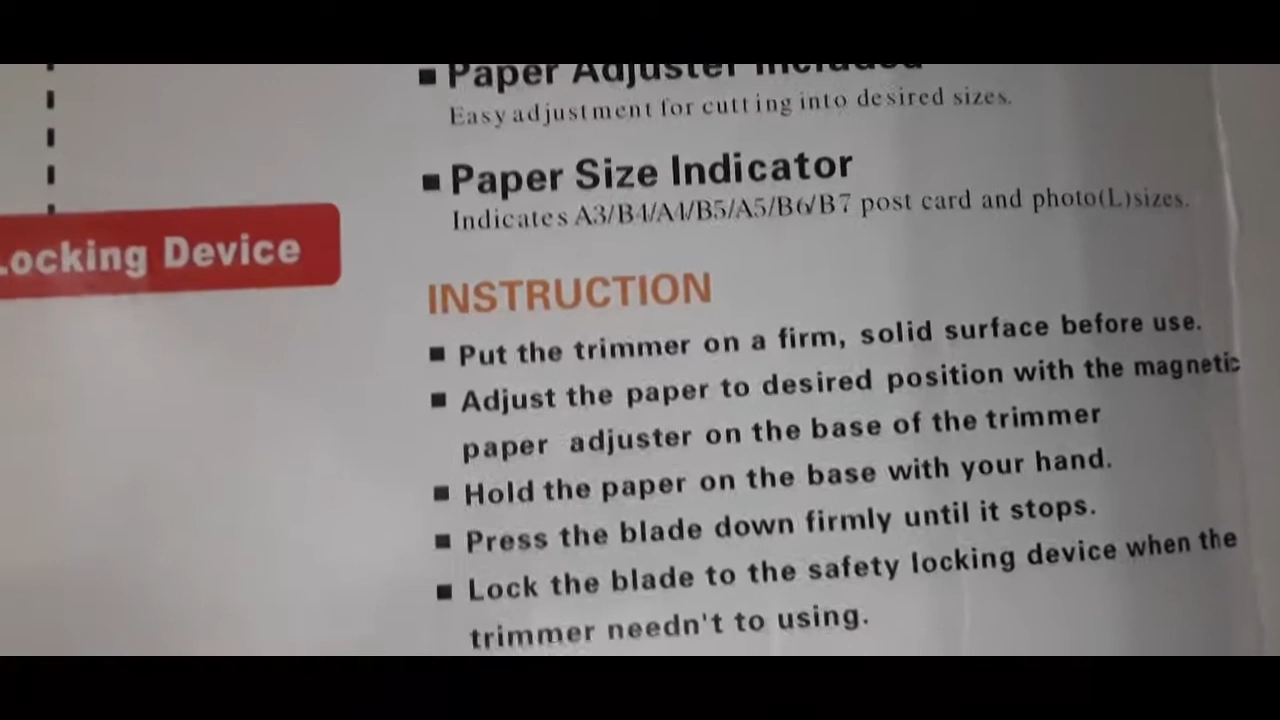 Paper Adjuster Included
Easy adjustment for cutting into desired sizes.
Paper Size Indicator
Indicates A3/B4/A4/B5/A5/B6/B7 post card and photo(L)sizes.
Locking Device
INSTRUCTION
Put the trimmer on a firm, solid surface before use.
Adjust the paper to desired position with the magnetic
paper adjuster on the base of the trimmer
Hold the paper on the base with your hand.
Press the blade down firmly until it stops.
Lock the blade to the safety locking device when the
trimmer needn't to using.